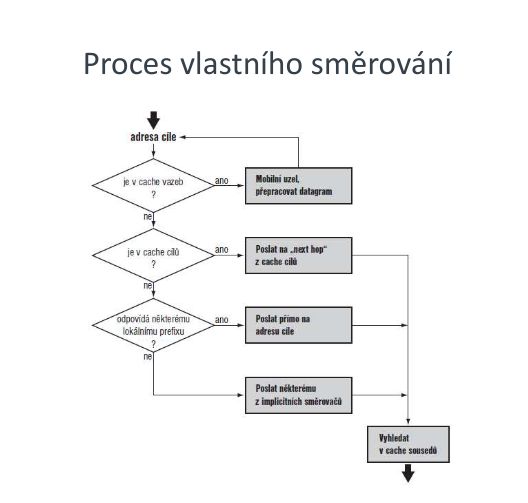 Proces vlastního směrování
adresa cíle
je v cache vazeb
?
ano
Mobilní uzel,
přepracovat datagram
ne
je v cache cílů
?
ano
Poslat na „next hop“
z cache cílů
ne
odpovídá některému
lokálnímu prefixu
?
ano
Poslat přímo na
adresu cíle
ne
Poslat některému
z implicitních směrovačů
Vyhledat
v cache sousedů